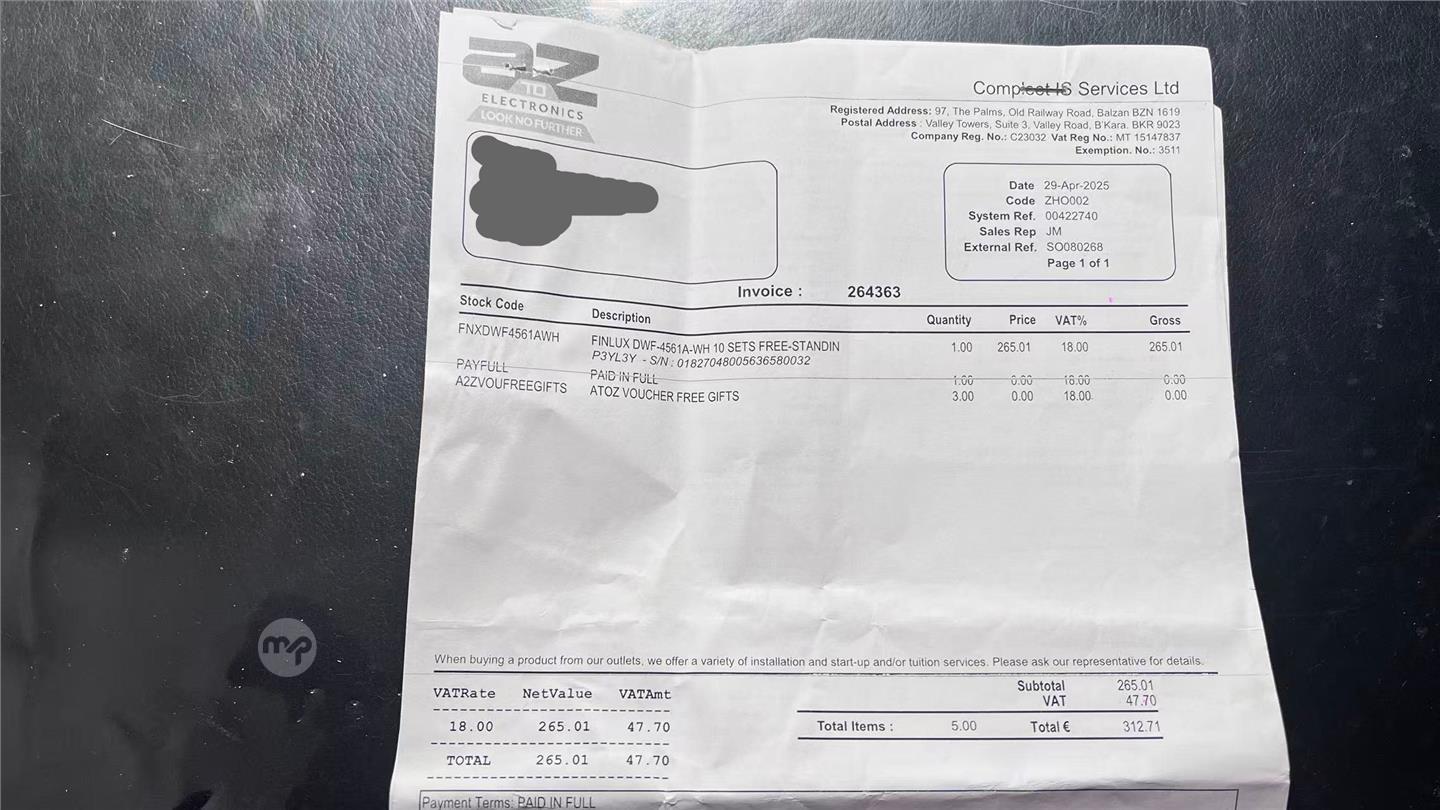 a2Z
TO
ELECTRONICS
LOOK NO FURTHER
Services Ltd
Registered Address: 97, The Palms, Old Railway Road, Balzan BZN 1619
Postal Address : Valley Towers, Suite 3, Valley Road, B'Kara. BKR 9023
Company Reg. No.: C23032 Vat Reg No.: MT 15147837
Exemption. No.: 3511
Date 29-Apr-2025
Code ZHO002
System Ref. 00422740
Sales Rep JM
External Ref. SO080268
Page 1 of 1
Invoice : 264363
Stock Code Description Quantity Price VAT% Gross
FNXDWF4561AWH FINLUX DWF-4561A-WH 10 SETS FREE-STANDIN 1.00 265.01 18.00 265.01
P3YL3Y - S/N : 01827048005636580032
PAYFULL PAID IN FULL 1.00 0.00 18.00 0.00
A2ZVOUFREEGIFTS ATOZ VOUCHER FREE GIFTS 3.00 0.00 18.00 0.00
When buying a product from our outlets, we offer a variety of installation and start-up and/or tuition services. Please ask our representative for details.
VATRate NetValue VATAmt
18.00 265.01 47.70
TOTAL 265.01 47.70
Subtotal 265.01
VAT 47.70
Total Items : 5.00 Total € 312.71
Payment Terms: PAID IN FULL
mp